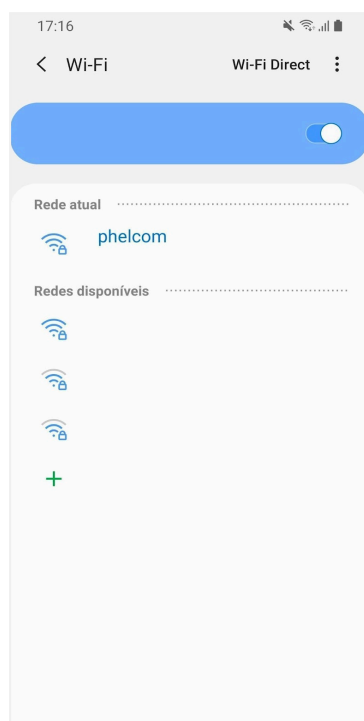 17:16
Wi-Fi Wi-Fi Direct
Rede atual
phelcom
Redes disponíveis